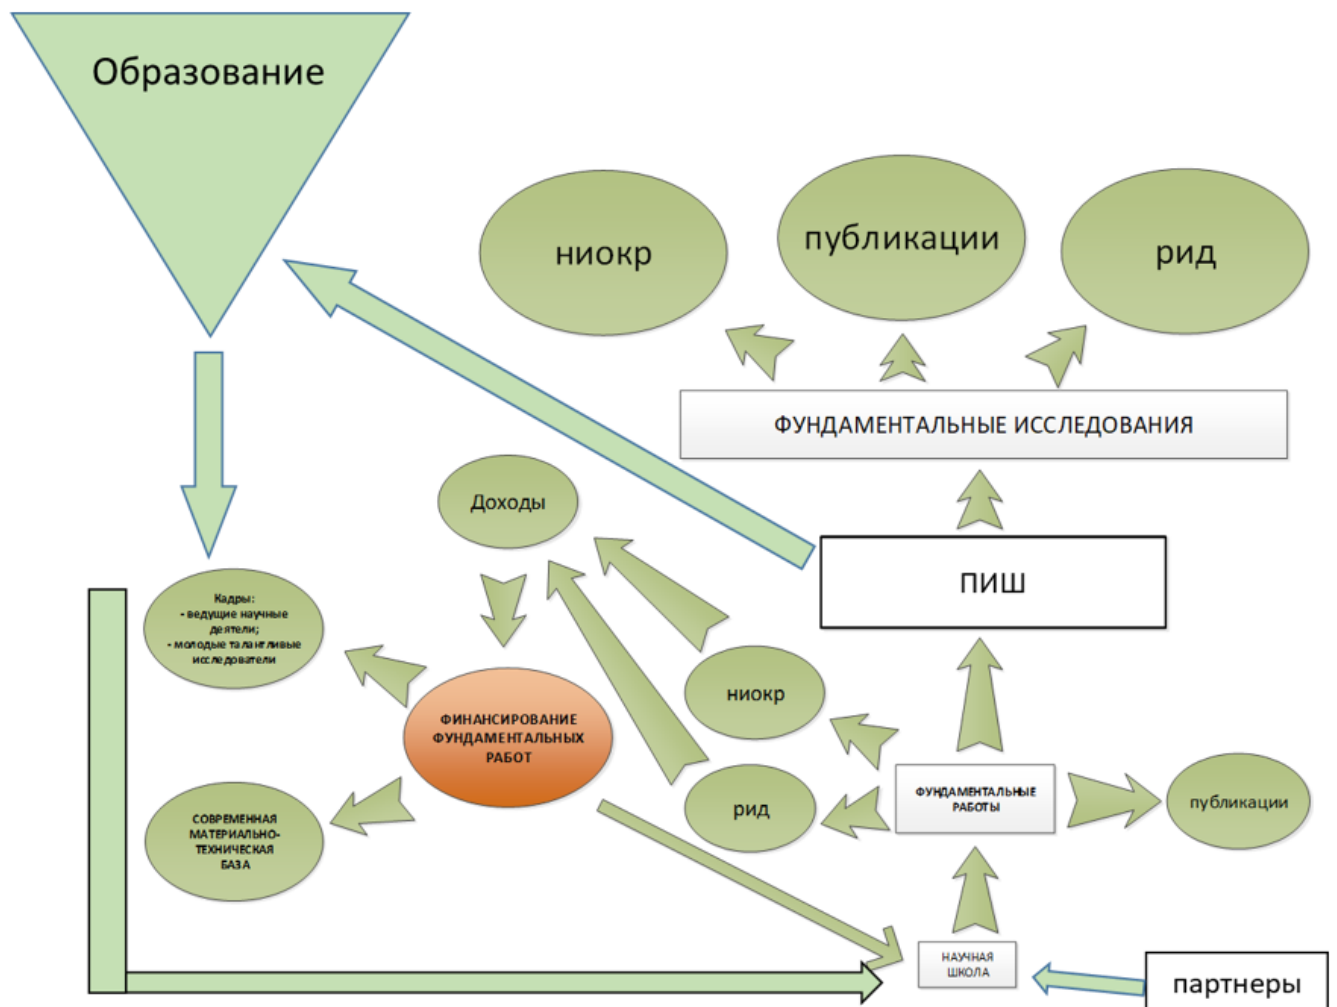 Образование
ниокр
публикации
рид
ФУНДАМЕНТАЛЬНЫЕ ИССЛЕДОВАНИЯ
Доходы
ПИШ
Кадры:
- ведущие научные
деятели;
- молодые талантливые
исследователи
ниокр
ФИНАНСИРОВАНИЕ
ФУНДАМЕНТАЛЬНЫХ
РАБОТ
рид
ФУНДАМЕНТАЛЬНЫЕ
РАБОТЫ
публикации
СОВРЕМЕННАЯ
МАТЕРИАЛЬНО-
ТЕХНИЧЕСКАЯ
БАЗА
НАУЧНАЯ
ШКОЛА
партнеры